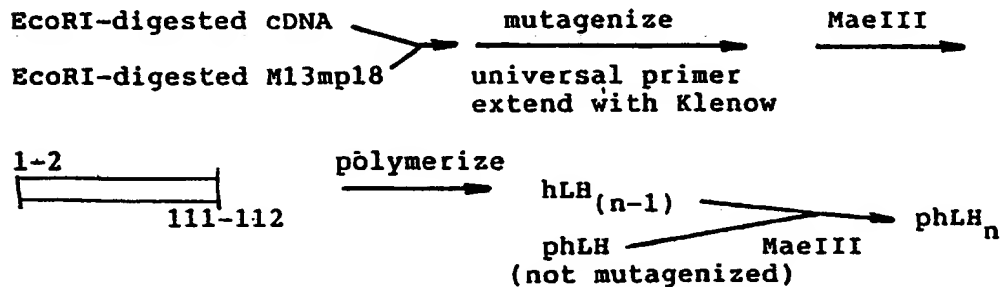 EcoRI-digested cDNA
EcoRI-digested M13mp18
mutagenize
universal primer
extend with Klenow
MaeIII
1-2
111-112
polymerize
hLH(n-1)
phLH
(not mutagenized)
MaeIII
phLHn